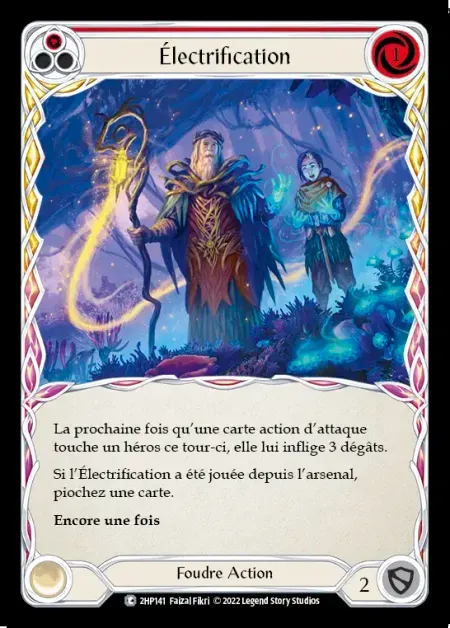 Électrification
1
La prochaine fois qu'une carte action d'attaque
touche un héros ce tour-ci, elle lui inflige 3 dégâts.
Si l'Électrification a été jouée depuis l'arsenal,
piochez une carte.
Encore une fois
Foudre Action
2
C 2HP141 Faizal Fikri © 2022 Legend Story Studios